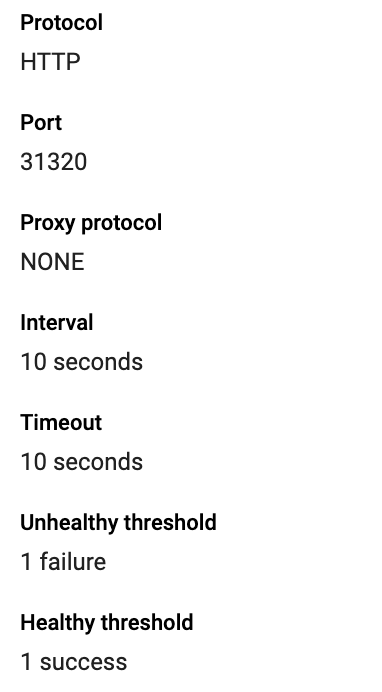 Protocol
HTTP
Port
31320
Proxy protocol
NONE
Interval
10 seconds
Timeout
10 seconds
Unhealthy threshold
1 failure
Healthy threshold
1 success